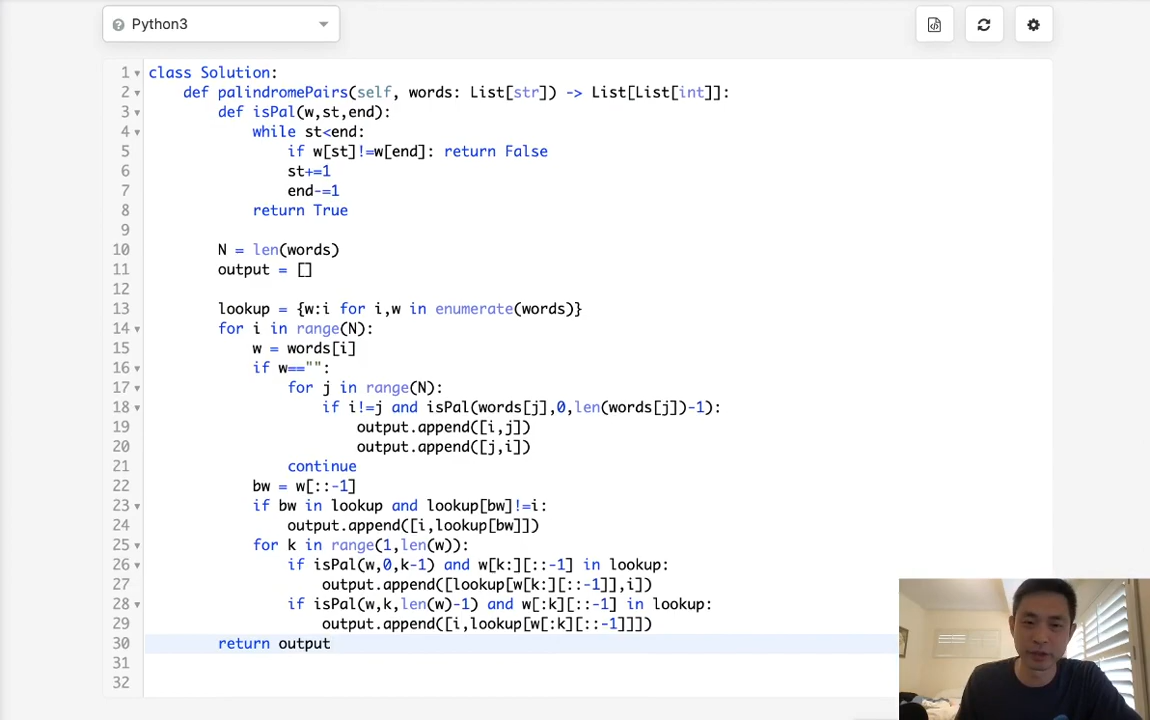 Python3
1 class Solution:
2 def palindromePairs(self, words: List[str]) -> List[List[int]]:
3 def isPal(w,st,end):
4 while st<end:
5 if w[st]!=w[end]: return False
6 st+=1
7 end-=1
8 return True
9
10 N = len(words)
11 output = []
12
13 lookup = {w:i for i,w in enumerate(words)}
14 for i in range(N):
15 w = words[i]
16 if w=="":
17 for j in range(N):
18 if i!=j and isPal(words[j],0,len(words[j])-1):
19 output.append([i,j])
20 output.append([j,i])
21 continue
22 bw = w[::-1]
23 if bw in lookup and lookup[bw]!=i:
24 output.append([i,lookup[bw]])
25 for k in range(1,len(w)):
26 if isPal(w,0,k-1) and w[k:][::-1] in lookup:
27 output.append([lookup[w[k:][::-1]],i])
28 if isPal(w,k,len(w)-1) and w[:k][::-1] in lookup:
29 output.append([i,lookup[w[:k][::-1]]])
30 return output
31
32